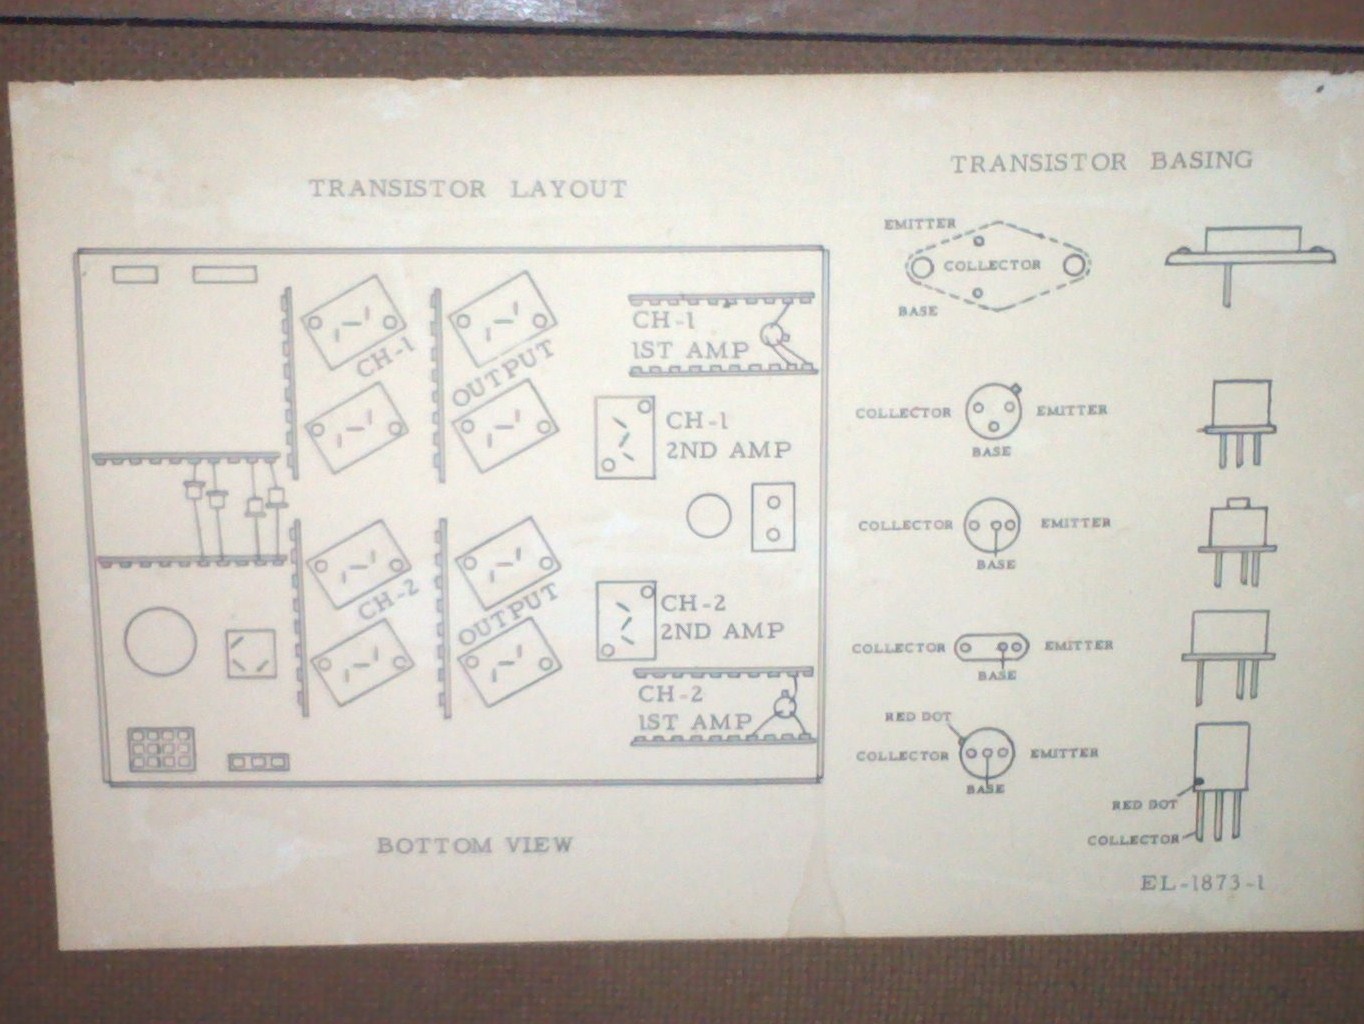 TRANSISTOR LAYOUT
CH-1
OUTPUT
CH-1
1ST AMP
CH-1
2ND AMP
CH-2
OUTPUT
CH-2
2ND AMP
CH-2
1ST AMP
BOTTOM VIEW
TRANSISTOR BASING
EMITTER
COLLECTOR
BASE
COLLECTOR EMITTER
BASE
COLLECTOR EMITTER
BASE
COLLECTOR EMITTER
BASE
RED DOT
COLLECTOR EMITTER
BASE
RED DOT
COLLECTOR
EL-1873-1